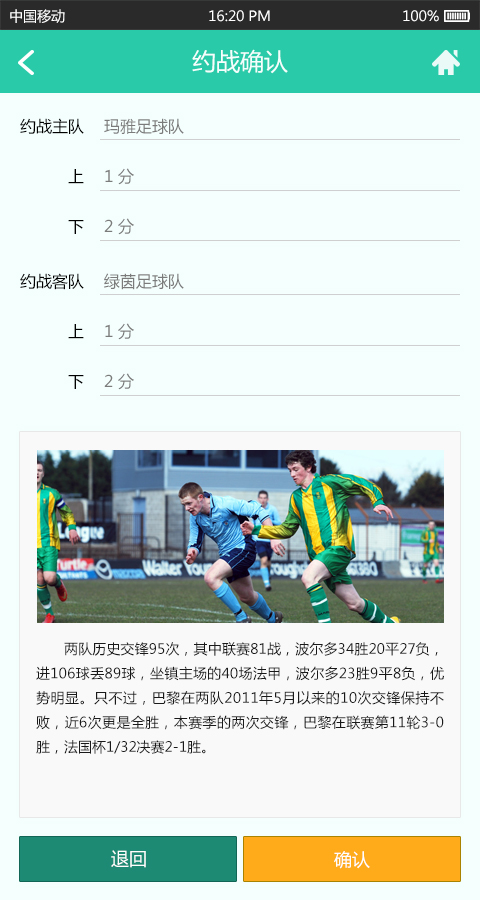 中国移动 16:20 PM 100%
约战确认
约战主队 玛雅足球队
上 1 分
下 2 分
约战客队 绿茵足球队
上 1 分
下 2 分
两队历史交锋95次，其中联赛81战，波尔多34胜20平27负，
进106球丢89球，坐镇主场的40场法甲，波尔多23胜9平8负，优
势明显。只不过，巴黎在两队2011年5月以来的10次交锋保持不
败，近6次更是全胜，本赛季的两次交锋，巴黎在联赛第11轮3-0
胜，法国杯1/32决赛2-1胜。
退回 确认